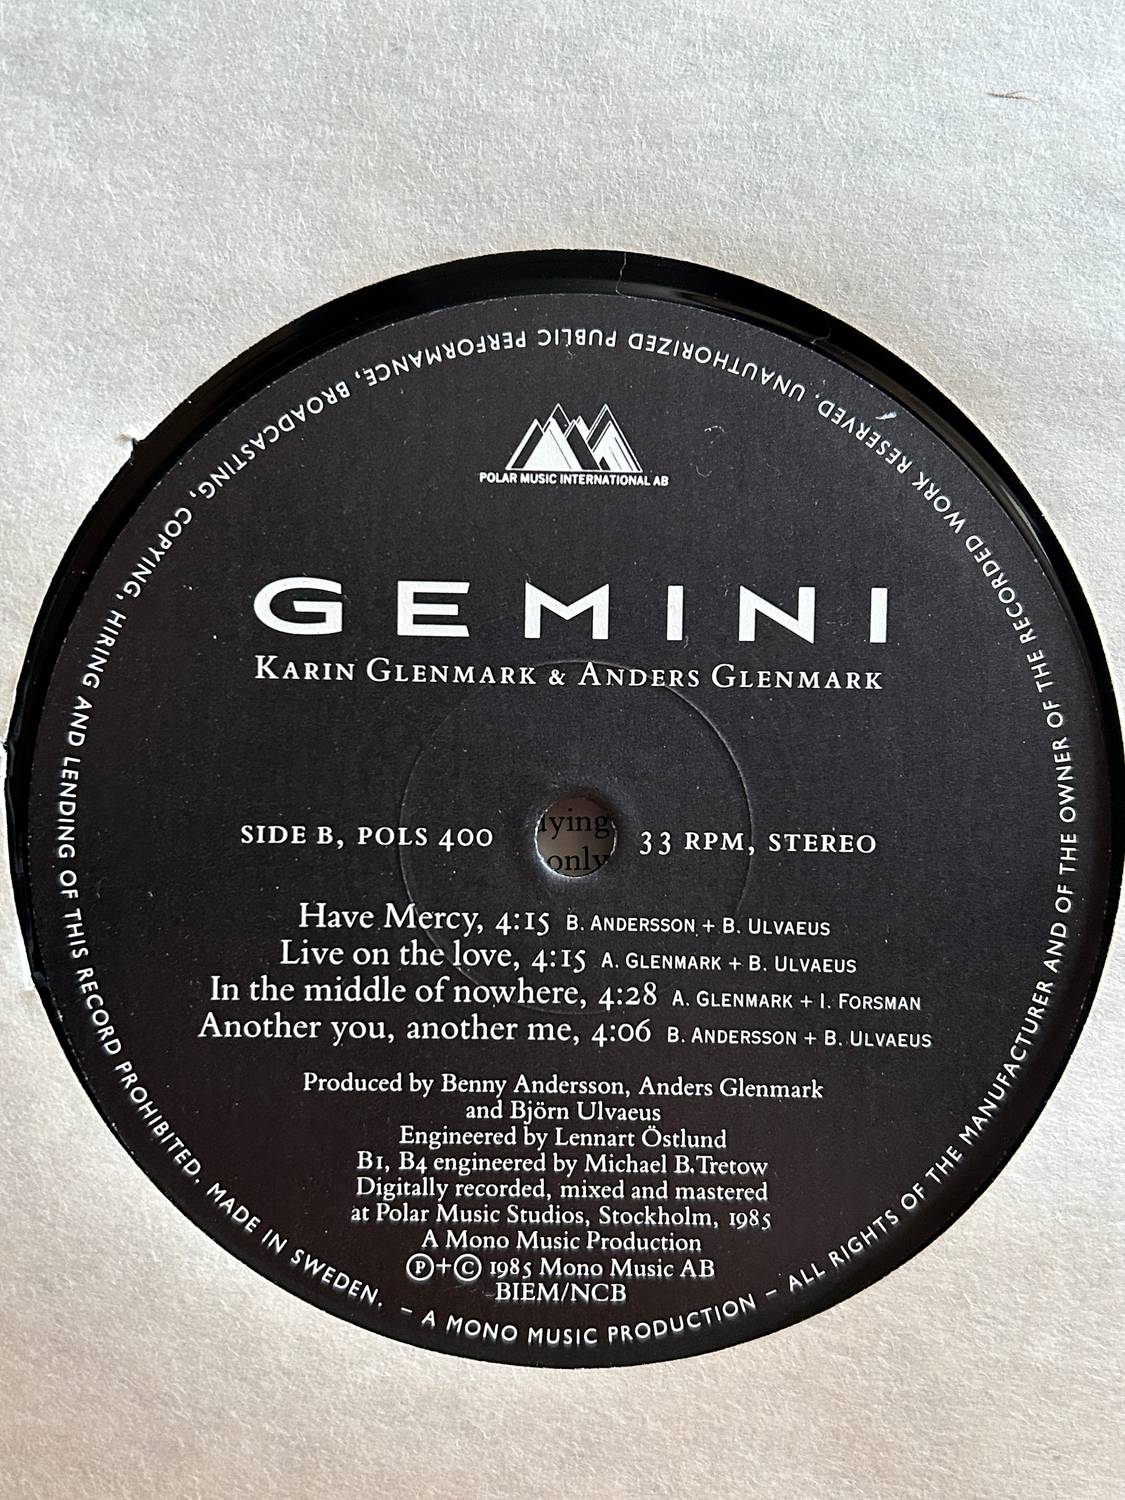 POLAR MUSIC INTERNATIONAL AB
GEMINI
KARIN GLENMARK & ANDERS GLENMARK
SIDE B, POLS 400
lying
only
33 RPM, STEREO
Have Mercy, 4:15 B. ANDERSSON + B. ULVAEUS
Live on the love, 4:15 A. GLENMARK + B. ULVAEUS
In the middle of nowhere, 4:28 A. GLENMARK + I. FORSMAN
Another you, another me, 4:06 B. ANDERSSON + B. ULVAEUS
Produced by Benny Andersson, Anders Glenmark
and Björn Ulvaeus
Engineered by Lennart Östlund
B1, B4 engineered by Michael B.Tretow
Digitally recorded, mixed and mastered
at Polar Music Studios, Stockholm, 1985
A Mono Music Production
Ⓟ+© 1985 Mono Music AB
BIEM/NCB
– A MONO MUSIC PRODUCTION – ALL RIGHTS OF THE MANUFACTURER AND OF THE OWNER OF THE RECORDED WORK RESERVED. UNAUTHORIZED PUBLIC PERFORMANCE, BROADCASTING, COPYING, HIRING AND LENDING OF THIS RECORD PROHIBITED. MADE IN SWEDEN.